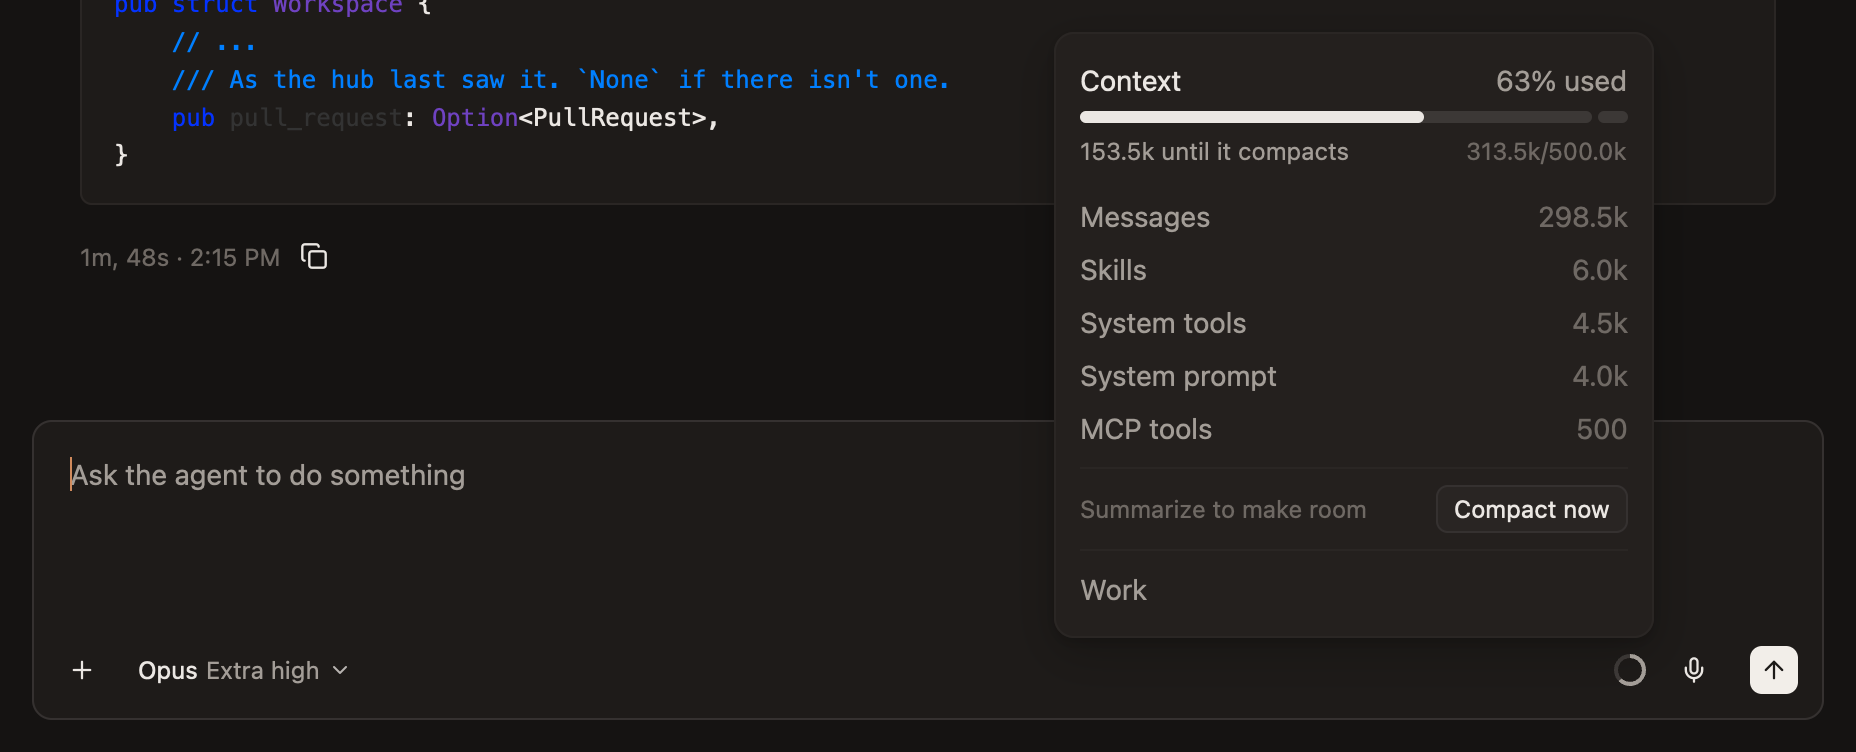 pub struct Workspace {
// ...
/// As the hub last saw it. `None` if there isn't one.
pub pull_request: Option<PullRequest>,
}
1m, 48s · 2:15 PM
Context 63% used
153.5k until it compacts 313.5k/500.0k
Messages 298.5k
Skills 6.0k
System tools 4.5k
System prompt 4.0k
MCP tools 500
Summarize to make room Compact now
Work
Ask the agent to do something
Opus Extra high